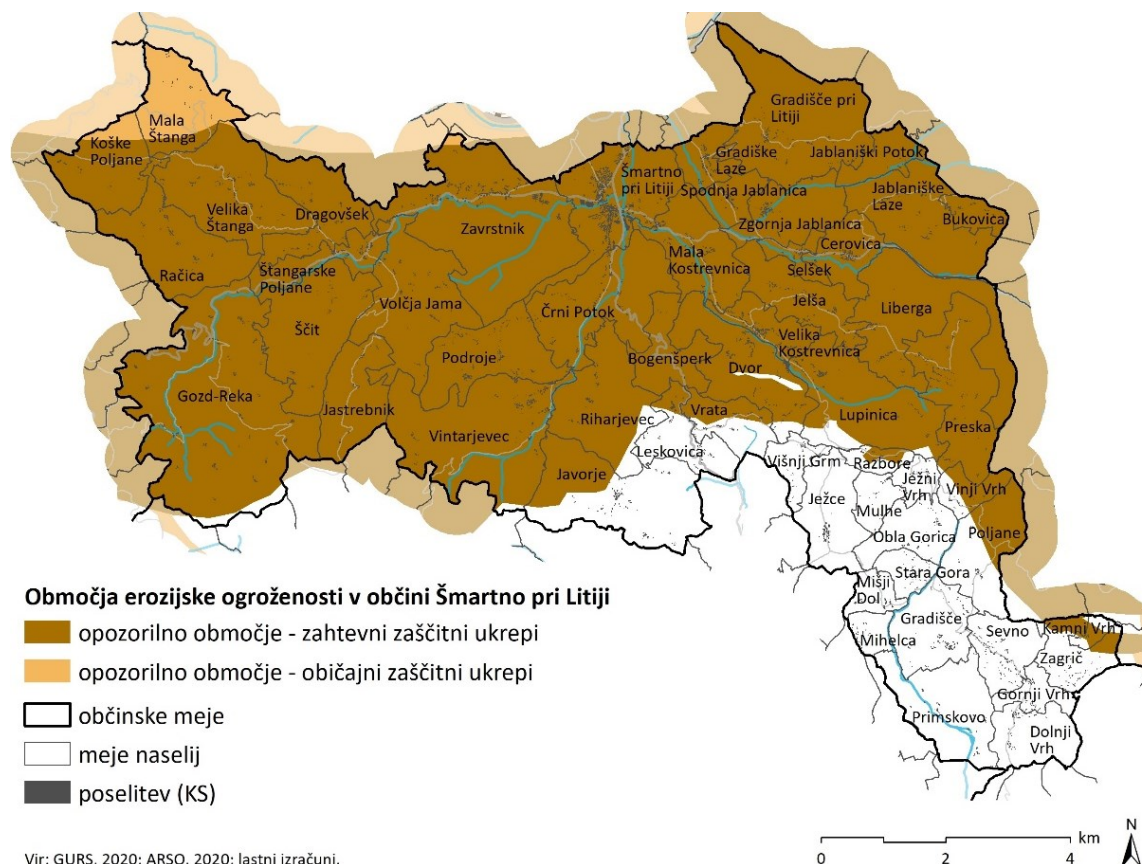 Gradišče pri
Litiji
Mala
Štanga
Koške
Poljane
Gradiške
Laze
Jablaniški Potok
Šmartno
pri Litiji
Spodnja Jablanica
Jablaniške
Laze
Bukovica
Velika
Štanga
Dragovšek
Zavrstnik
Zgornja Jablanica
Cerovica
Mala
Kostrevnica
Selšek
Račica
Štangarske
Poljane
Volčja Jama
Črni Potok
Jelša
Liberga
Ščit
Velika
Kostrevnica
Podroje
Bogenšperk
Dvor
Gozd-Reka
Jastrebnik
Vintarjevec
Riharjevec
Vrata
Lupinica
Preska
Javorje
Leskovica
Višnji Grm
Razbore
Ježni
Vrh
Vinji Vrh
Ježce
Mulhe
Obla Gorica
Poljane
Mišji
Dol
Stara Gora
Gradišče
Mihelca
Sevno
Kamni Vrh
Zagrič
Gornji Vrh
Primskovo
Dolnji
Vrh
Območja erozijske ogroženosti v občini Šmartno pri Litiji
opozorilno območje - zahtevni zaščitni ukrepi
opozorilno območje - običajni zaščitni ukrepi
občinske meje
meje naselij
poselitev (KS)
Vir: GURS, 2020; ARSO, 2020; lastni izračuni.
km
0 2 4
N